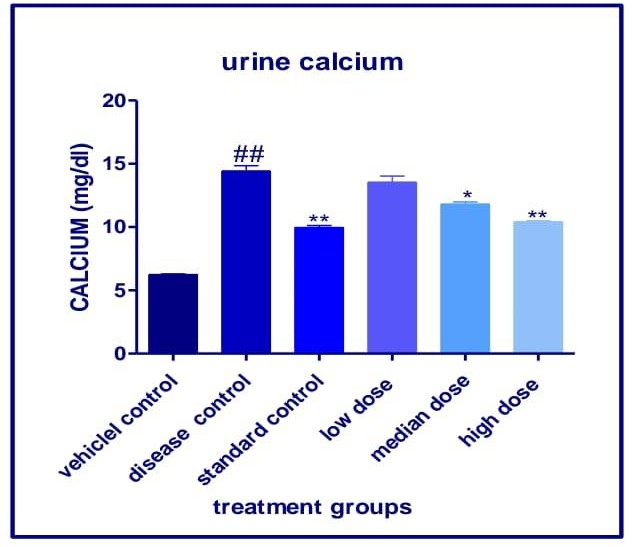 urine calcium
CALCIUM (mg/dl)
20
15
10
5
0
##
**
*
**
vehiclel control
disease control
standard control
low dose
median dose
high dose
treatment groups